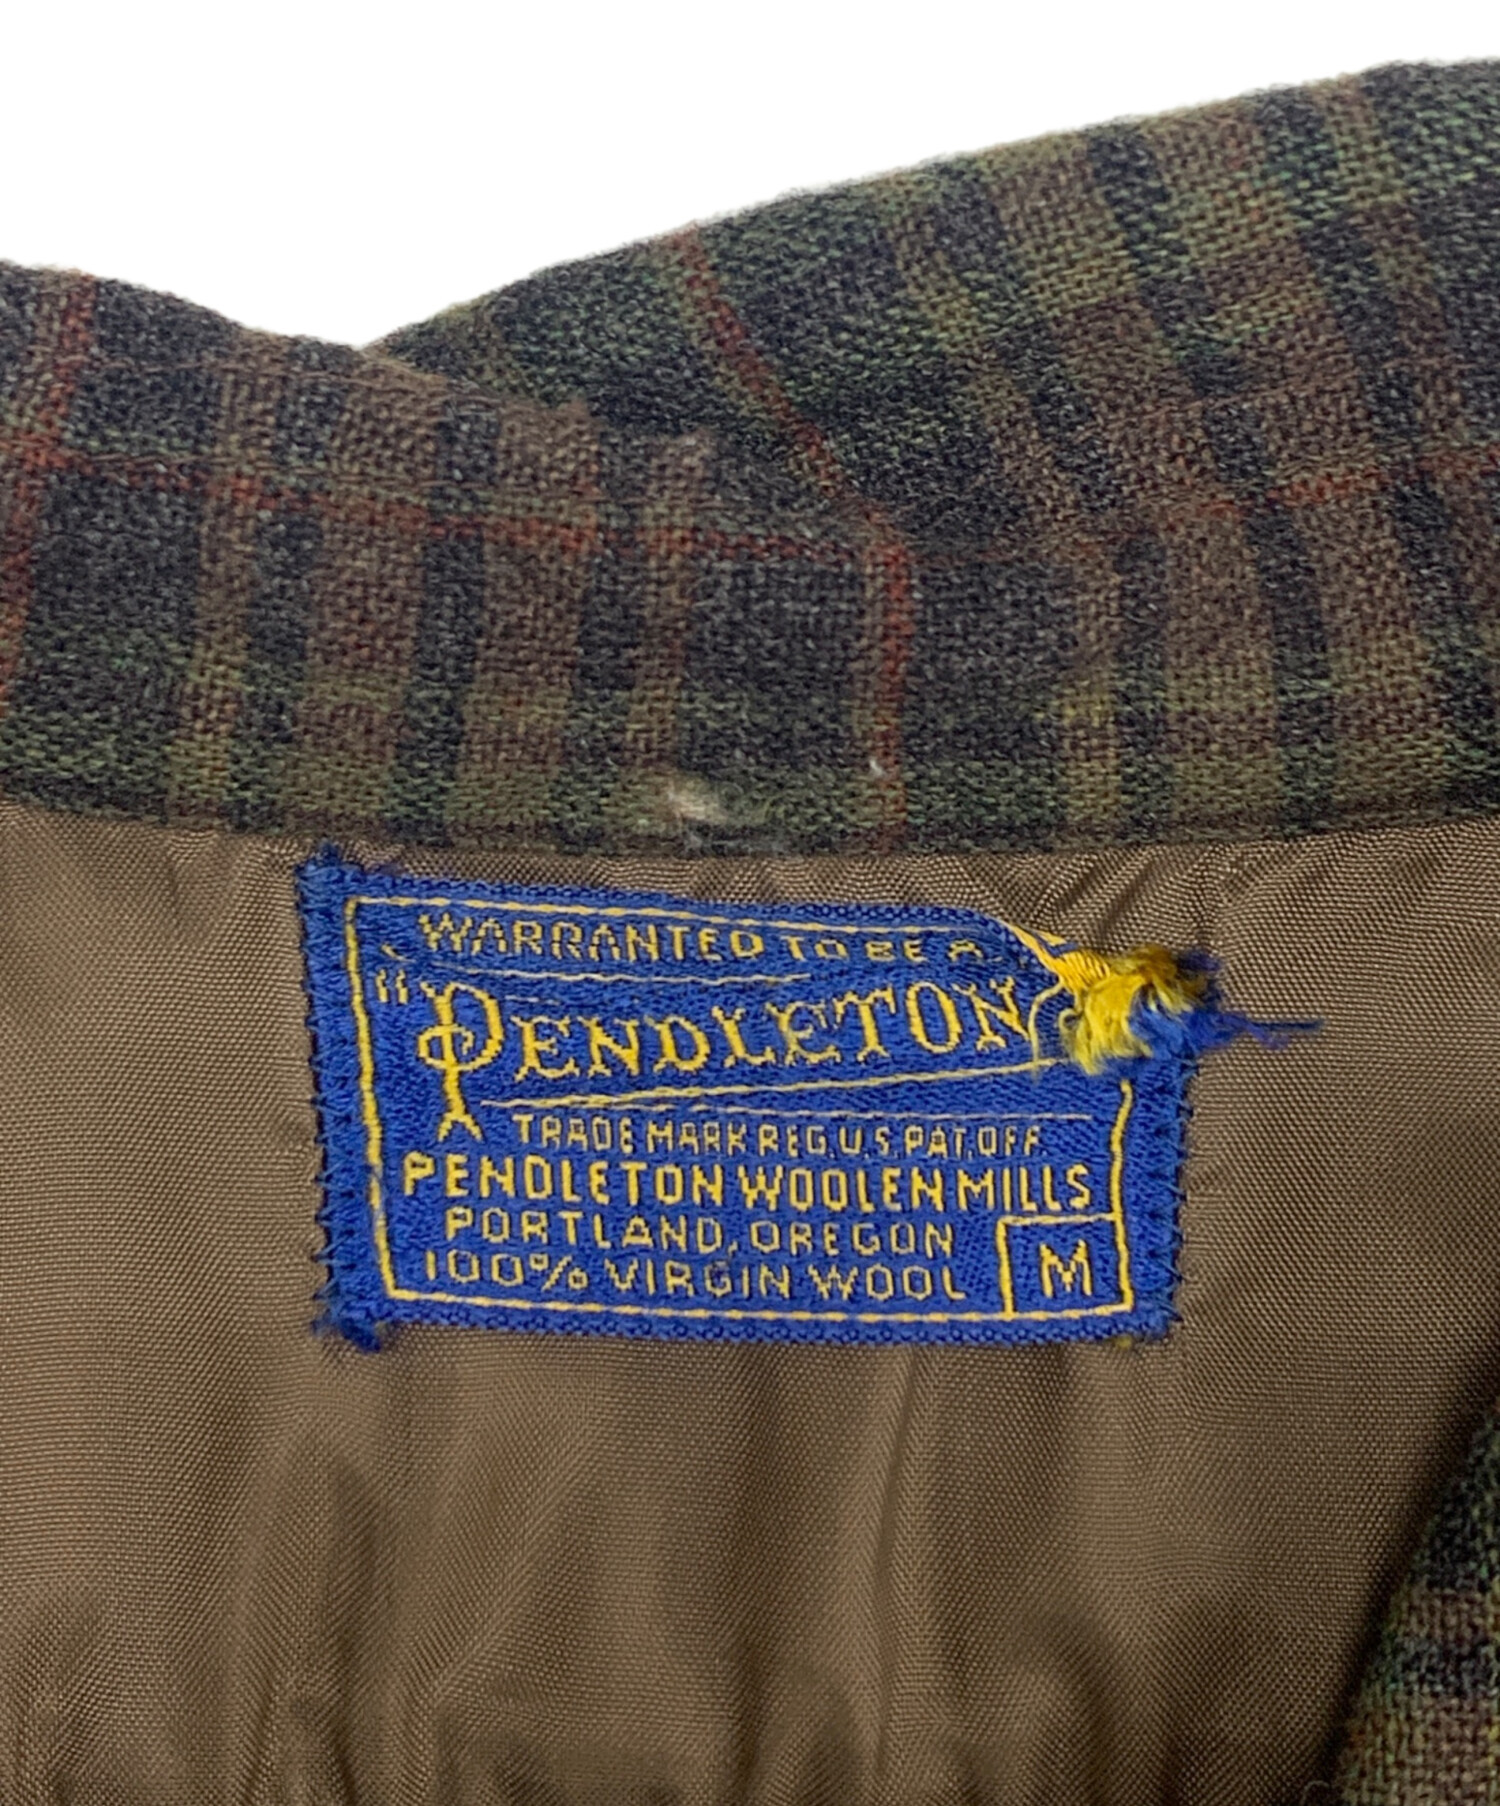 WARRANTED TO BE A
"PENDLETON
TRADE MARK REG. U.S. PAT. OFF.
PENDLETON WOOLEN MILLS
PORTLAND, OREGON
100% VIRGIN WOOL
M